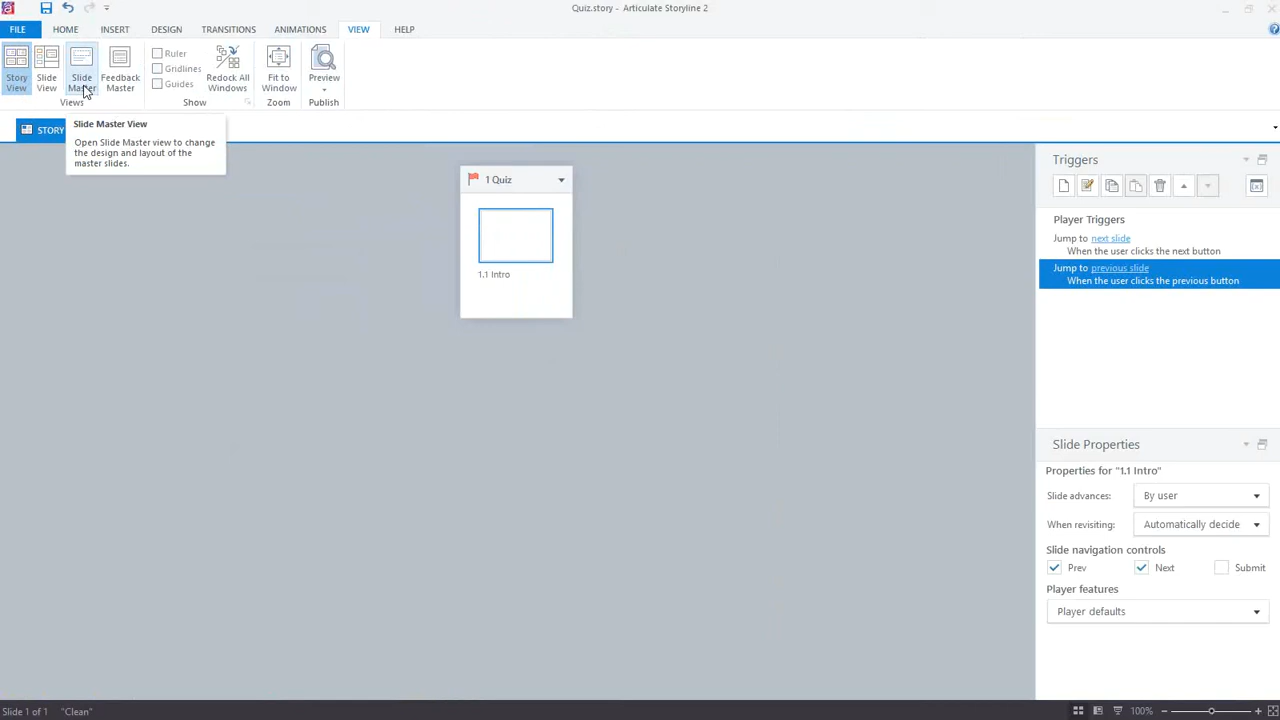 Quiz.story - Articulate Storyline 2
FILE HOME INSERT DESIGN TRANSITIONS ANIMATIONS VIEW HELP
Story View
Slide View
Slide Master
Feedback Master
Views
Ruler
Gridlines
Guides
Redock All Windows
Show
Fit to Window
Zoom
Preview
Publish
STORY
Slide Master View
Open Slide Master view to change
the design and layout of the
master slides.
1 Quiz
1.1 Intro
Triggers
Player Triggers
Jump to next slide
When the user clicks the next button
Jump to previous slide
When the user clicks the previous button
Slide Properties
Properties for "1.1 Intro"
Slide advances: By user
When revisiting: Automatically decide
Slide navigation controls
Prev Next Submit
Player features
Player defaults
Slide 1 of 1 "Clean" 100%